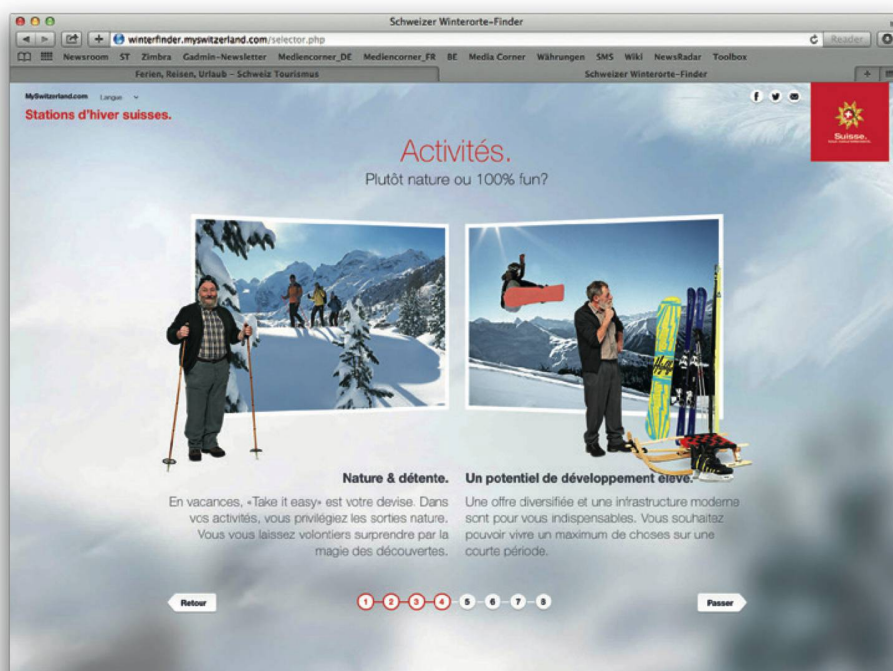 Schweizer Winterorte-Finder
winterfinder.myswitzerland.com/selector.php
Reader
Newsroom ST Zimbra Gadmin-Newsletter Mediencorner_DE Mediencorner_FR BE Media Corner Währungen SMS Wiki NewsRadar Toolbox
Ferien, Reisen, Urlaub – Schweiz Tourismus
Schweizer Winterorte-Finder
MySwitzerland.com Langue
Stations d'hiver suisses.
Suisse.
Activités.
Plutôt nature ou 100% fun?
Nature & détente.
En vacances, «Take it easy» est votre devise. Dans
vos activités, vous privilégiez les sorties nature.
Vous vous laissez volontiers surprendre par la
magie des découvertes.
Un potentiel de développement élevé.
Une offre diversifiée et une infrastructure moderne
sont pour vous indispensables. Vous souhaitez
pouvoir vivre un maximum de choses sur une
courte période.
Retour
1 2 3 4 5 6 7 8
Passer